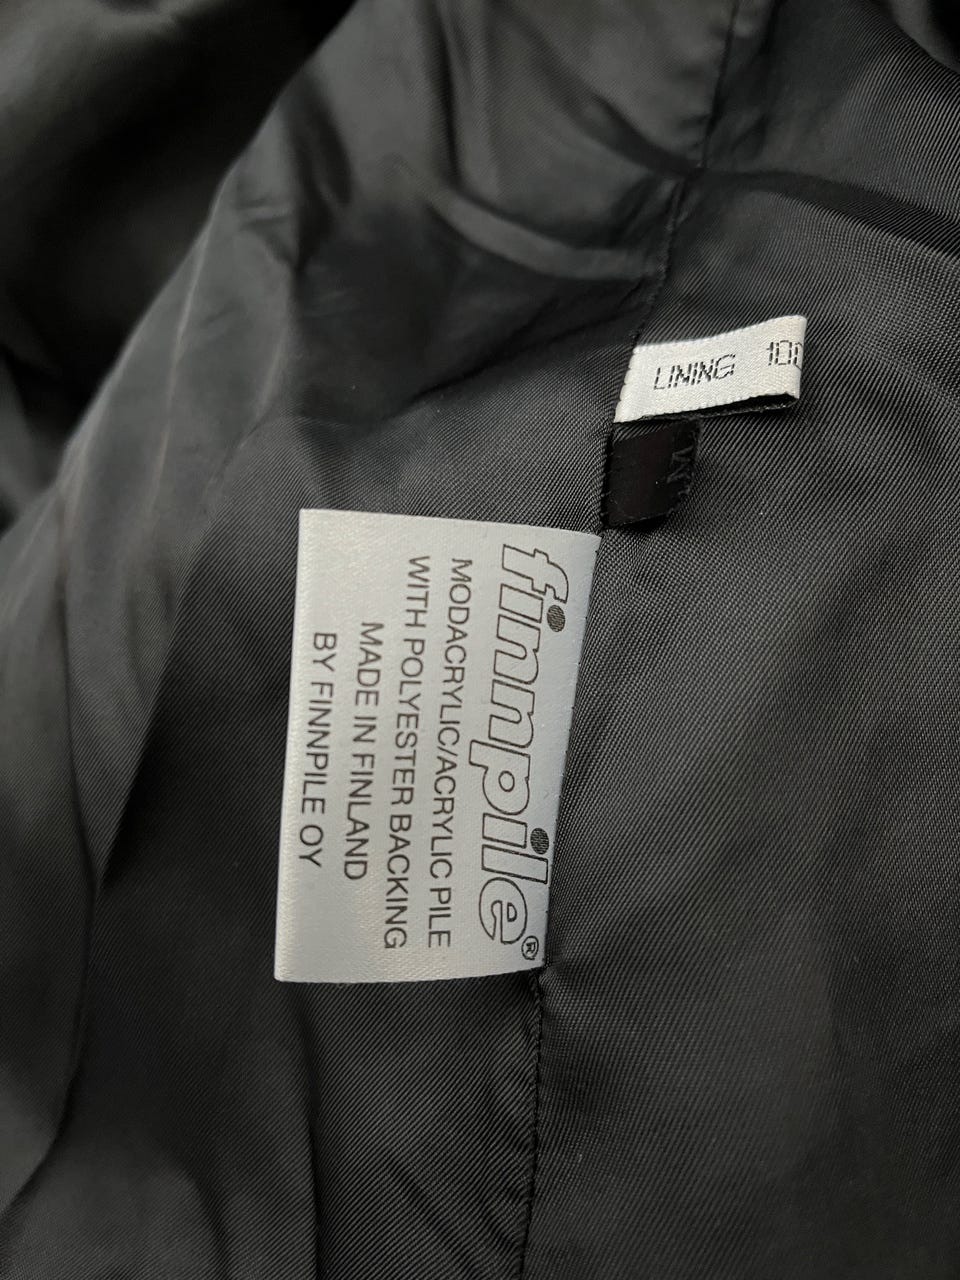 LINING
finnpile®
MODACRYLIC/ACRYLIC PILE
WITH POLYESTER BACKING
MADE IN FINLAND
BY FINNPILE OY